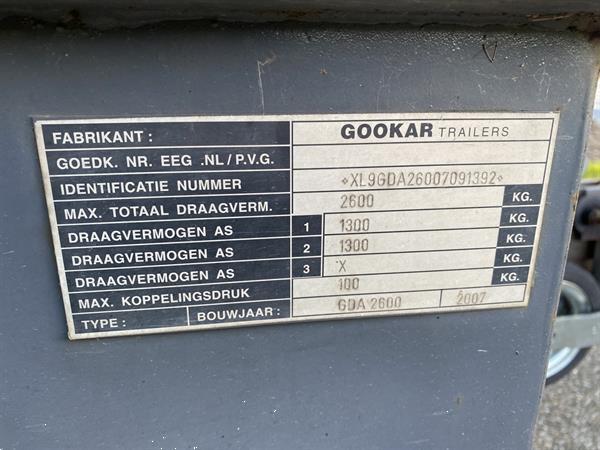 FABRIKANT : GOOKAR TRAILERS
GOEDK. NR. EEG .NL / P.V.G.
IDENTIFICATIE NUMMER ⋄XL9GDA26007091392⋄
MAX. TOTAAL DRAAGVERM. 2600 KG.
DRAAGVERMOGEN AS 1 1300 KG.
DRAAGVERMOGEN AS 2 1300 KG.
DRAAGVERMOGEN AS 3 X KG.
MAX. KOPPELINGSDRUK 100 KG.
TYPE : BOUWJAAR : GDA 2600 2007